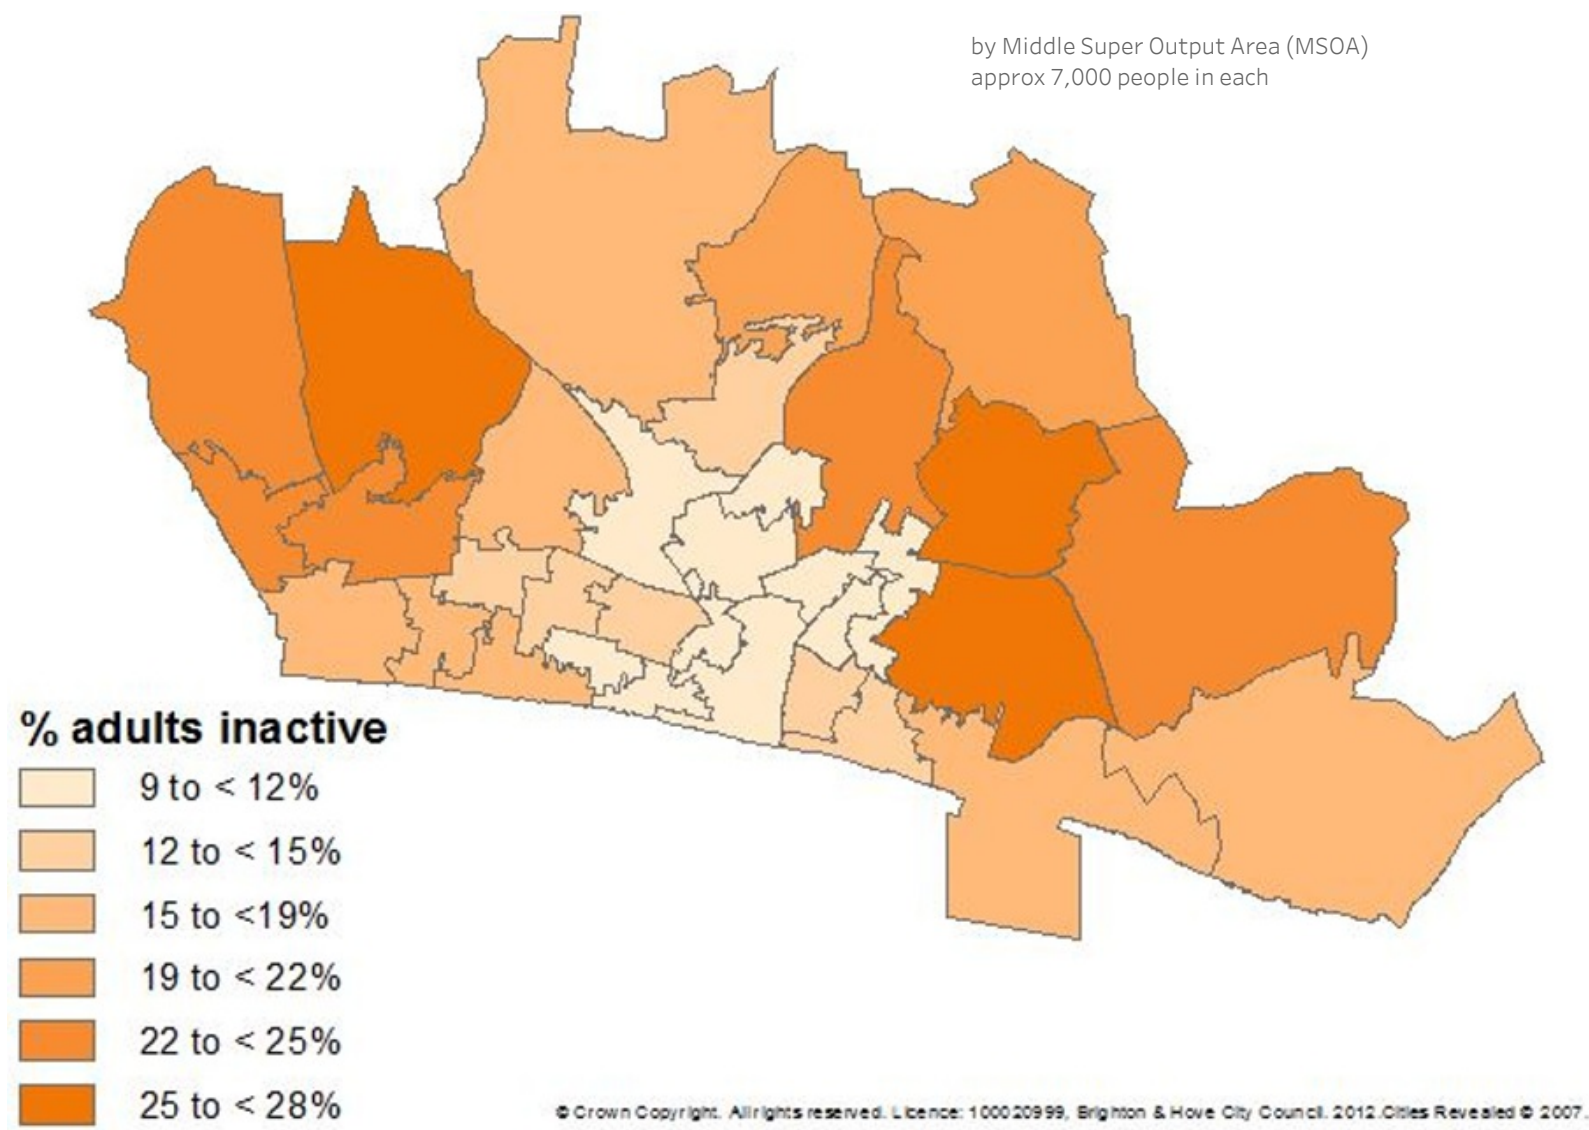 by Middle Super Output Area (MSOA)
approx 7,000 people in each
% adults inactive
9 to < 12%
12 to < 15%
15 to <19%
19 to < 22%
22 to < 25%
25 to < 28%
© Crown Copyright. All rights reserved. Licence: 100020999, Brighton & Hove City Council. 2012.Cities Revealed © 2007.